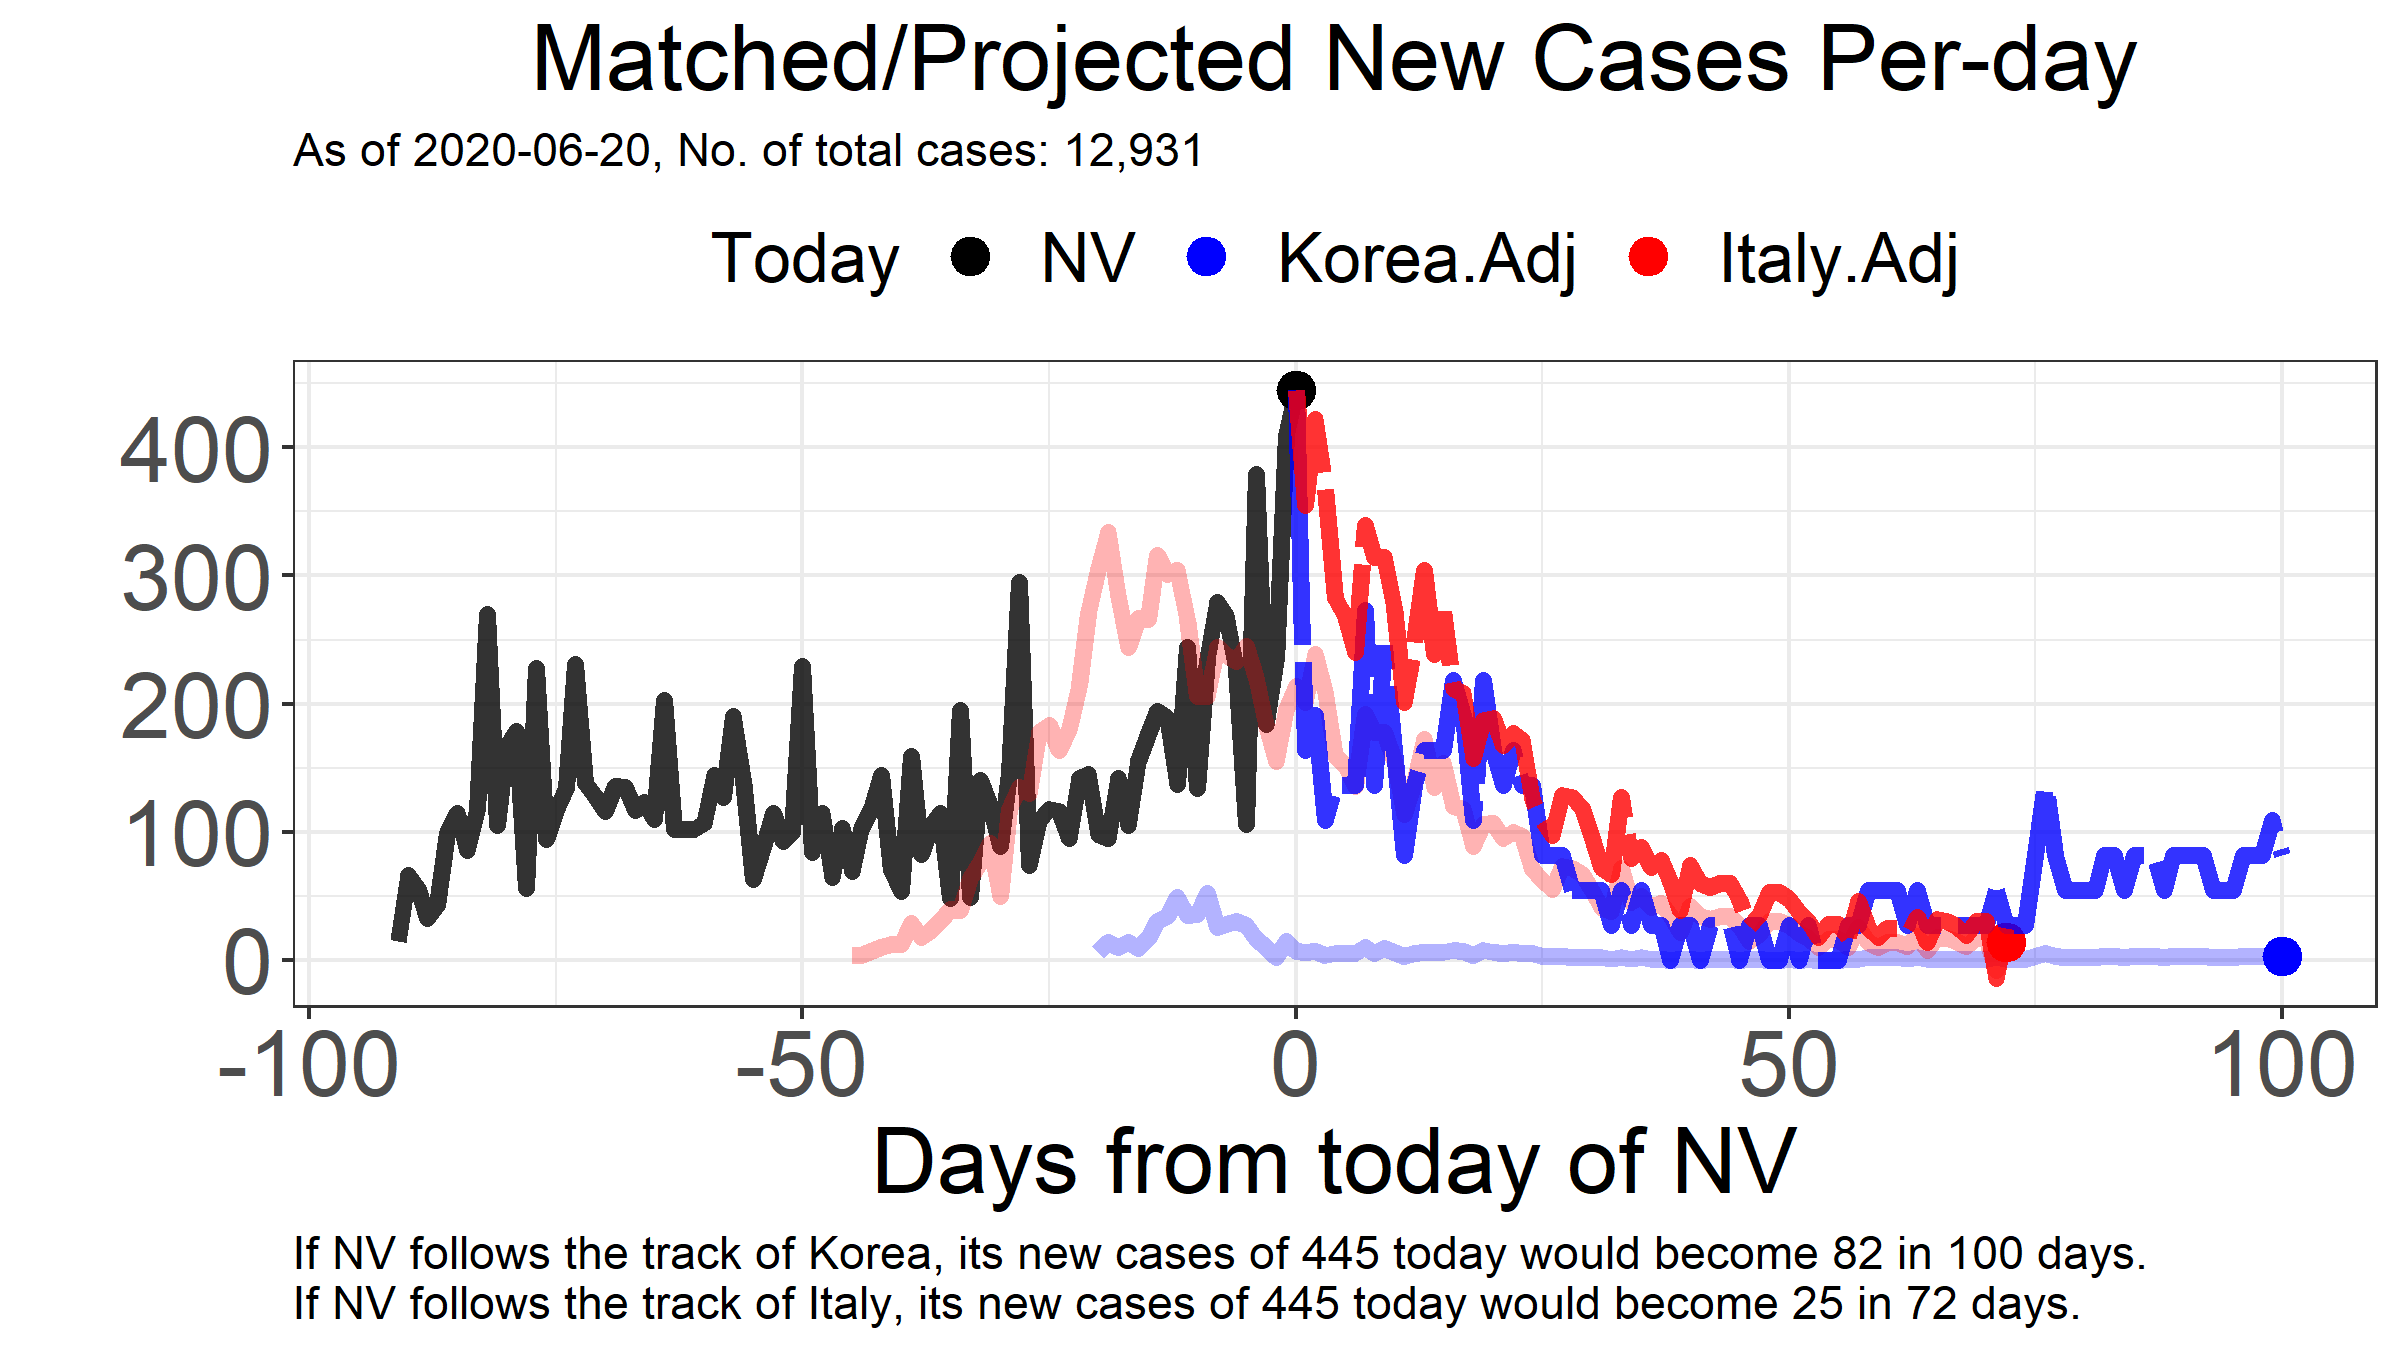 Matched/Projected New Cases Per-day
As of 2020-06-20, No. of total cases: 12,931
Today NV Korea.Adj Italy.Adj
400
300
200
100
0
-100 -50 0 50 100
Days from today of NV
If NV follows the track of Korea, its new cases of 445 today would become 82 in 100 days.
If NV follows the track of Italy, its new cases of 445 today would become 25 in 72 days.